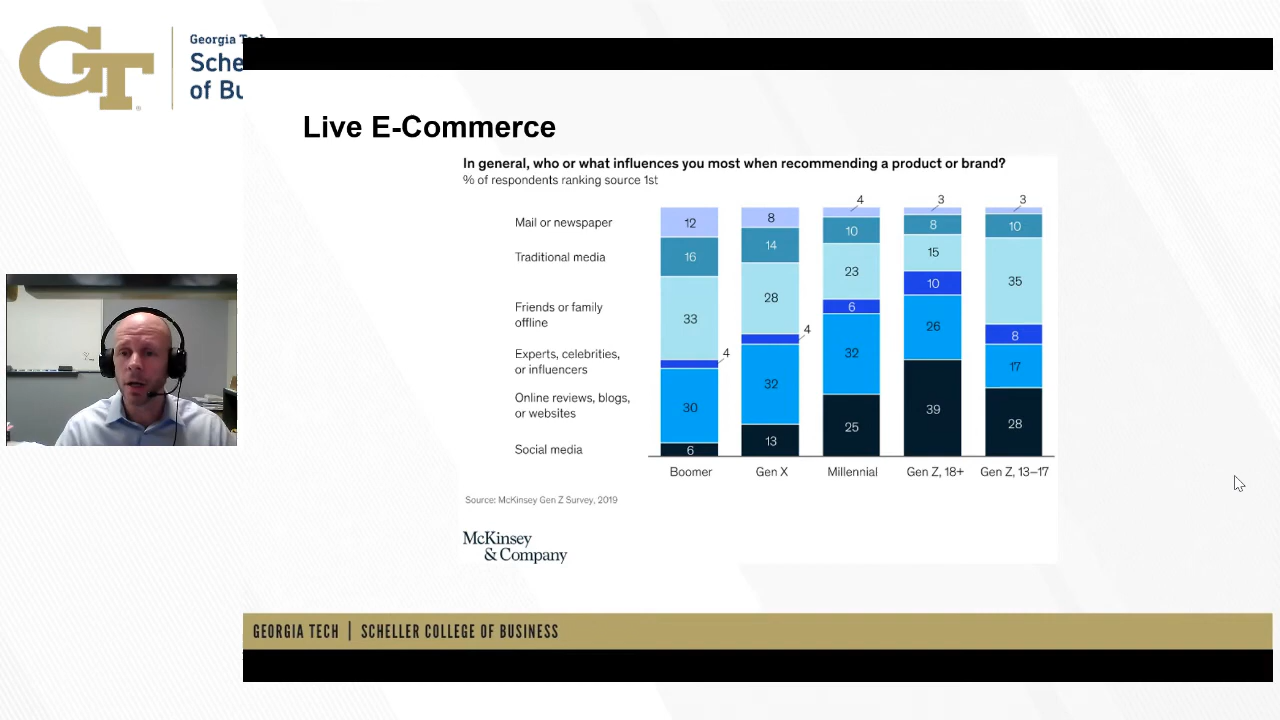 GT
Georgia Tech
Scheller
of Bu
Live E-Commerce
In general, who or what influences you most when recommending a product or brand?
% of respondents ranking source 1st
4
3
3
Mail or newspaper
12
8
Traditional media
16
14
10
8
10
Friends or family
offline
33
28
23
15
35
Experts, celebrities,
or influencers
4
4
6
10
8
Online reviews, blogs,
or websites
30
32
32
26
17
Social media
6
13
25
39
28
Boomer
Gen X
Millennial
Gen Z, 18+
Gen Z, 13–17
Source: McKinsey Gen Z Survey, 2019
McKinsey
& Company
GEORGIA TECH | SCHELLER COLLEGE OF BUSINESS